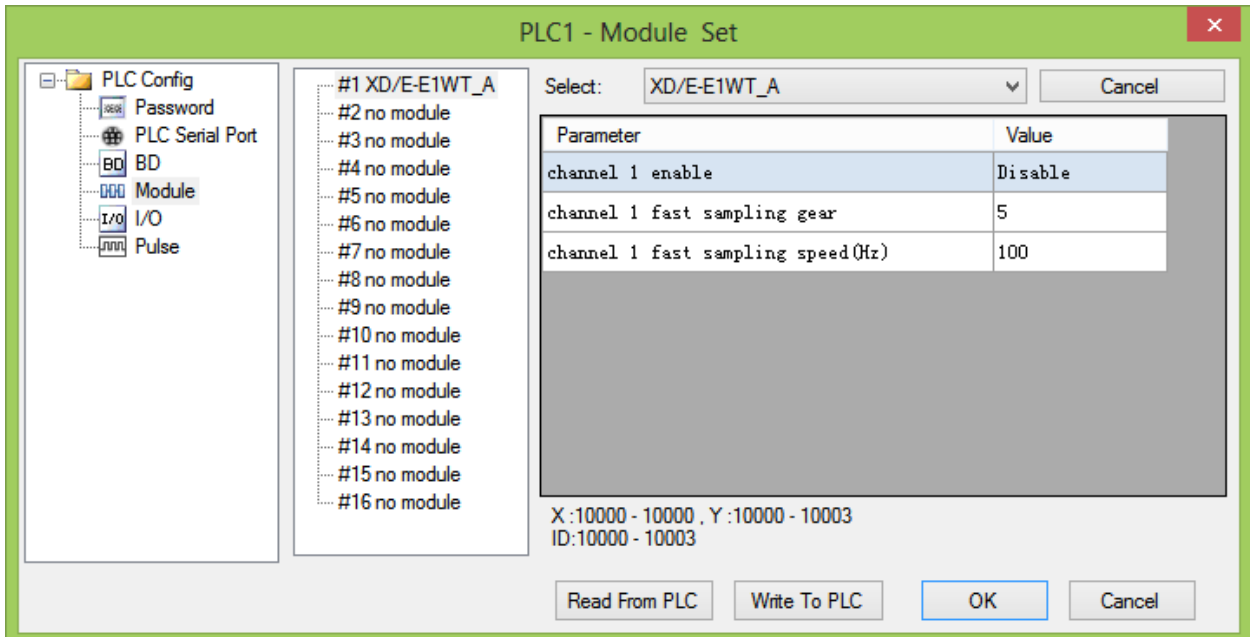 PLC1 - Module Set
PLC Config
Password
PLC Serial Port
BD BD
Module
I/O I/O
Pulse
#1 XD/E-E1WT_A
#2 no module
#3 no module
#4 no module
#5 no module
#6 no module
#7 no module
#8 no module
#9 no module
#10 no module
#11 no module
#12 no module
#13 no module
#14 no module
#15 no module
#16 no module
Select: XD/E-E1WT_A Cancel
Parameter Value
channel 1 enable Disable
channel 1 fast sampling gear 5
channel 1 fast sampling speed(Hz) 100
X :10000 - 10000 , Y :10000 - 10003
ID:10000 - 10003
Read From PLC Write To PLC OK Cancel